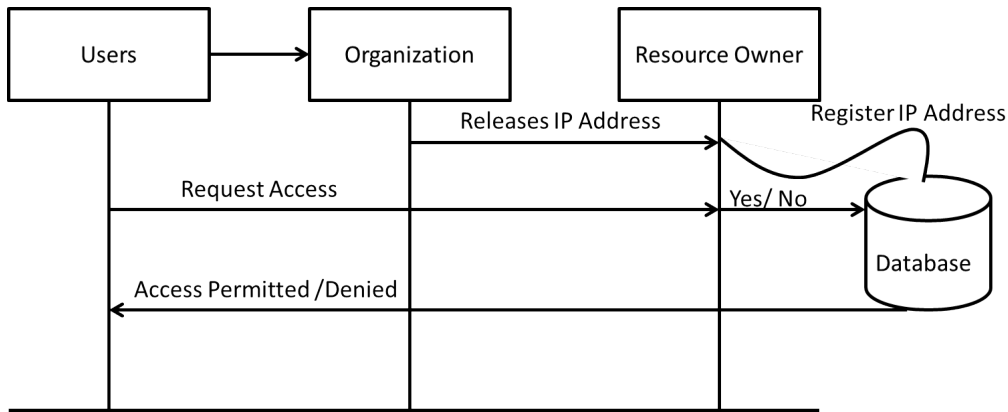 Users
Organization
Resource Owner
Releases IP Address
Register IP Address
Request Access
Yes/ No
Database
Access Permitted /Denied